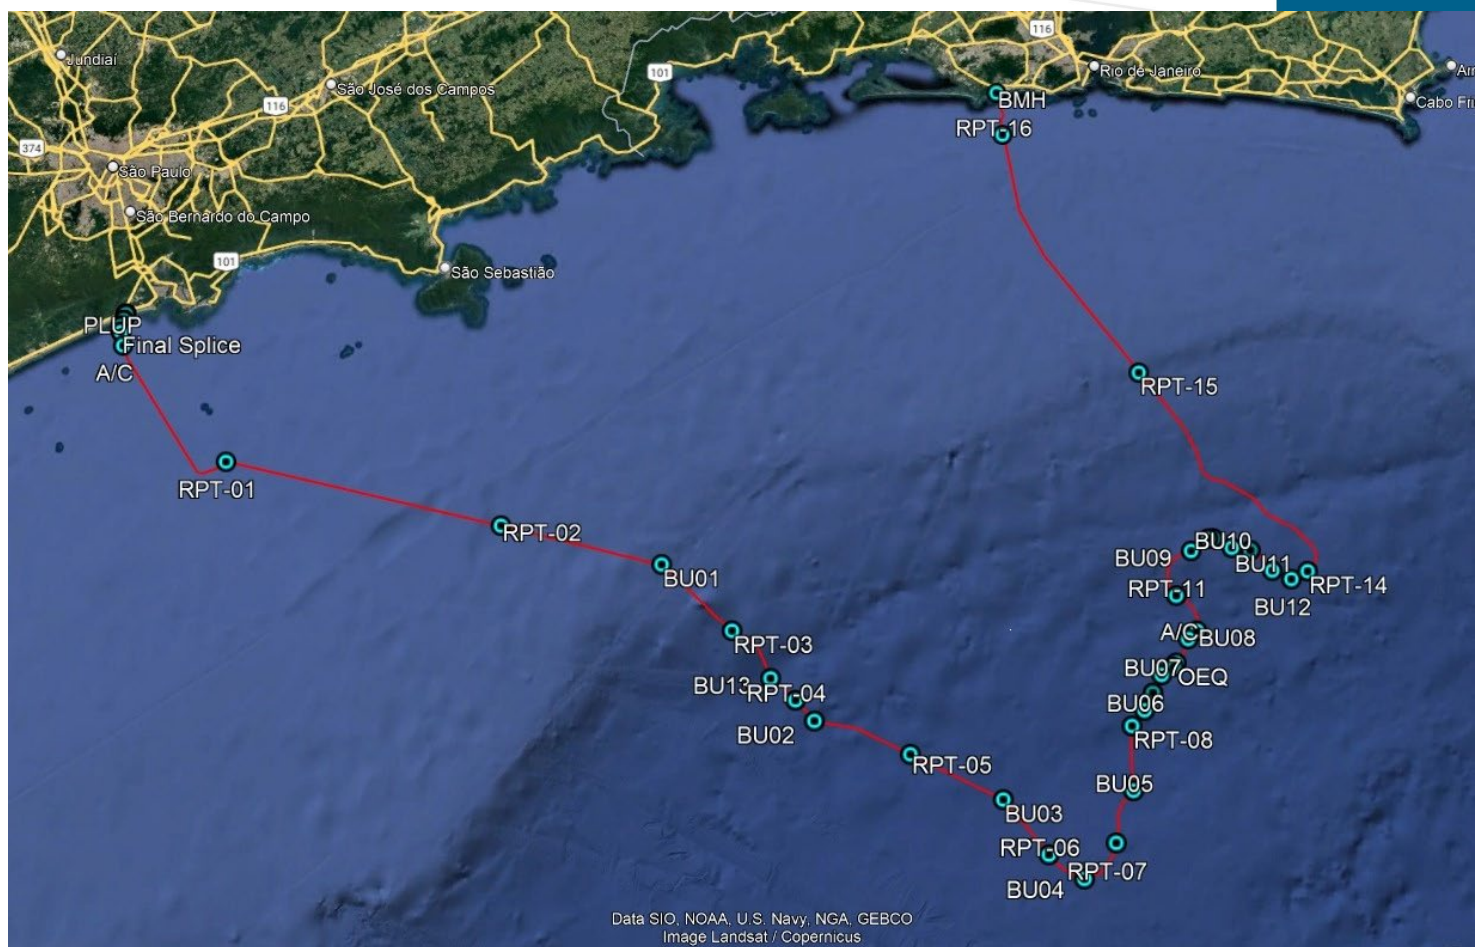 116
Jundiaí
Rio de Janeiro
101
São José dos Campos
Cabo Fri
BMH
116
RPT-16
374
São Paulo
São Bernardo do Campo
101
São Sebastião
PLUP
Final Splice
A/C
RPT-15
RPT-01
RPT-02
BU10
BU09
BU11
BU01
RPT-11
RPT-14
BU12
A/C
BU08
RPT-03
BU07
OEQ
BU13
RPT-04
BU06
BU02
RPT-08
RPT-05
BU05
BU03
RPT-06
RPT-07
BU04
Data SIO, NOAA, U.S. Navy, NGA, GEBCO
Image Landsat / Copernicus